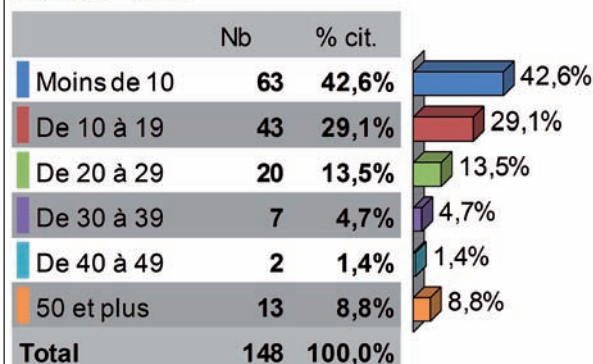 Nb % cit.
Moins de 10 63 42,6% 42,6%
De 10 à 19 43 29,1% 29,1%
De 20 à 29 20 13,5% 13,5%
De 30 à 39 7 4,7% 4,7%
De 40 à 49 2 1,4% 1,4%
50 et plus 13 8,8% 8,8%
Total 148 100,0%